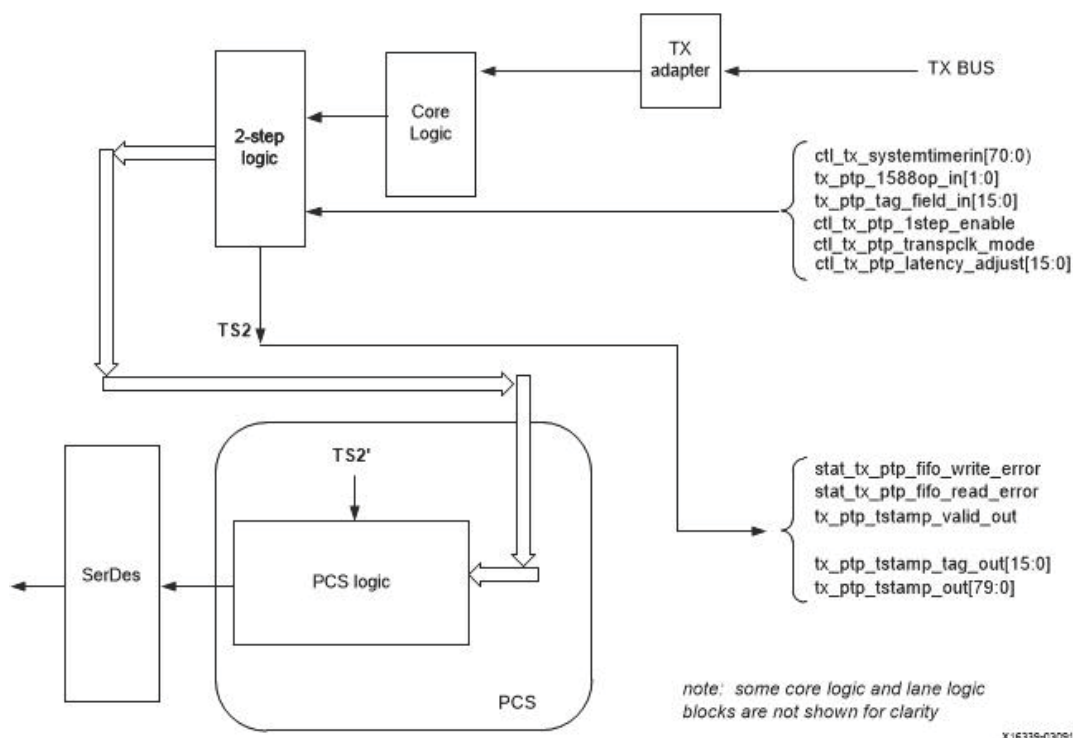 TX
adapter
TX BUS
Core
Logic
2-step
logic
ctl_tx_systemtimerin[70:0)
tx_ptp_1588op_in[1:0]
tx_ptp_tag_field_in[15:0]
ctl_tx_ptp_1step_enable
ctl_tx_ptp_transpclk_mode
ctl_tx_ptp_latency_adjust[15:0]
TS2
TS2'
stat_tx_ptp_fifo_write_error
stat_tx_ptp_fifo_read_error
tx_ptp_tstamp_valid_out
tx_ptp_tstamp_tag_out[15:0]
tx_ptp_tstamp_out[79:0]
SerDes
PCS logic
PCS
note: some core logic and lane logic
blocks are not shown for clarity